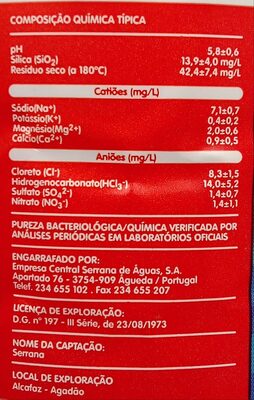 COMPOSIÇÃO QUÍMICA TÍPICA
pH 5,8±0,6
Silica (SiO₂) 13,9±4,0 mg/L
Resíduo seco (a 180ºC) 42,4±7,4 mg/L
Catiões (mg/L)
Sódio(Na⁺) 7,1±0,7
Potássio(K⁺) 0,4±0,2
Magnésio(Mg²⁺) 2,0±0,6
Cálcio(Ca²⁺) 0,9±0,5
Aniões (mg/L)
Cloreto (Cl⁻) 8,3±1,5
Hidrogenocarbonato(HCl₃⁻) 14,0±5,2
Sulfato (SO₄²⁻) 1,4±0,7
Nitrato (NO₃⁻) 1,4±1,1
PUREZA BACTERIOLÓGICA/QUÍMICA VERIFICADA POR
ANÁLISES PERIÓDICAS EM LABORATÓRIOS OFICIAIS
ENGARRAFADO POR:
Empresa Central Serrana de Águas, S.A.
Apartado 76 - 3754-909 Águeda / Portugal
Telef. 234 655 102 . Fax 234 655 207
LICENÇA DE EXPLORAÇÃO:
D.G. nº 197 - III Série, de 23/08/1973
NOME DA CAPTAÇÃO:
Serrana
LOCAL DE EXPLORAÇÃO
Alcafaz - Agadão